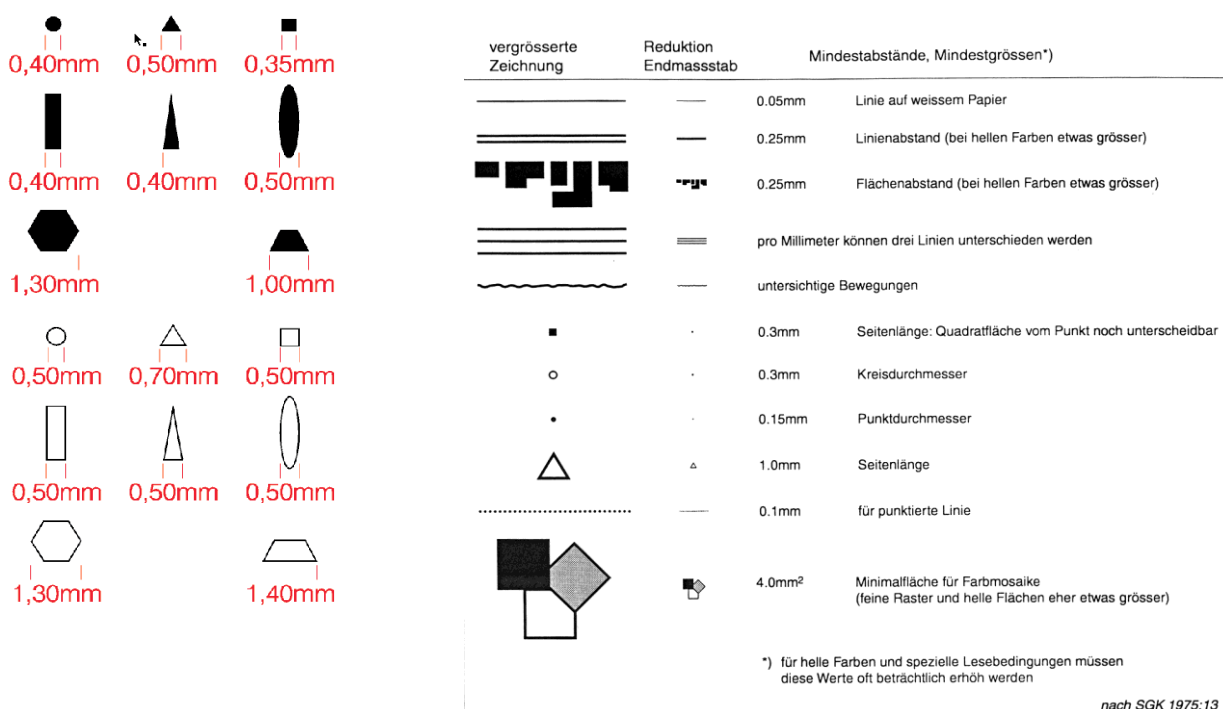 0,40mm 0,50mm 0,35mm
0,40mm 0,40mm 0,50mm
1,30mm 1,00mm
0,50mm 0,70mm 0,50mm
0,50mm 0,50mm 0,50mm
1,30mm 1,40mm
vergrösserte Zeichnung
Reduktion Endmassstab
Mindestabstände, Mindestgrössen*)
0.05mm Linie auf weissem Papier
0.25mm Linienabstand (bei hellen Farben etwas grösser)
0.25mm Flächenabstand (bei hellen Farben etwas grösser)
pro Millimeter können drei Linien unterschieden werden
untersichtige Bewegungen
0.3mm Seitenlänge: Quadratfläche vom Punkt noch unterscheidbar
0.3mm Kreisdurchmesser
0.15mm Punktdurchmesser
1.0mm Seitenlänge
0.1mm für punktierte Linie
4.0mm² Minimalfläche für Farbmosaike
(feine Raster und helle Flächen eher etwas grösser)
*) für helle Farben und spezielle Lesebedingungen müssen
diese Werte oft beträchtlich erhöh werden
nach SGK 1975:13